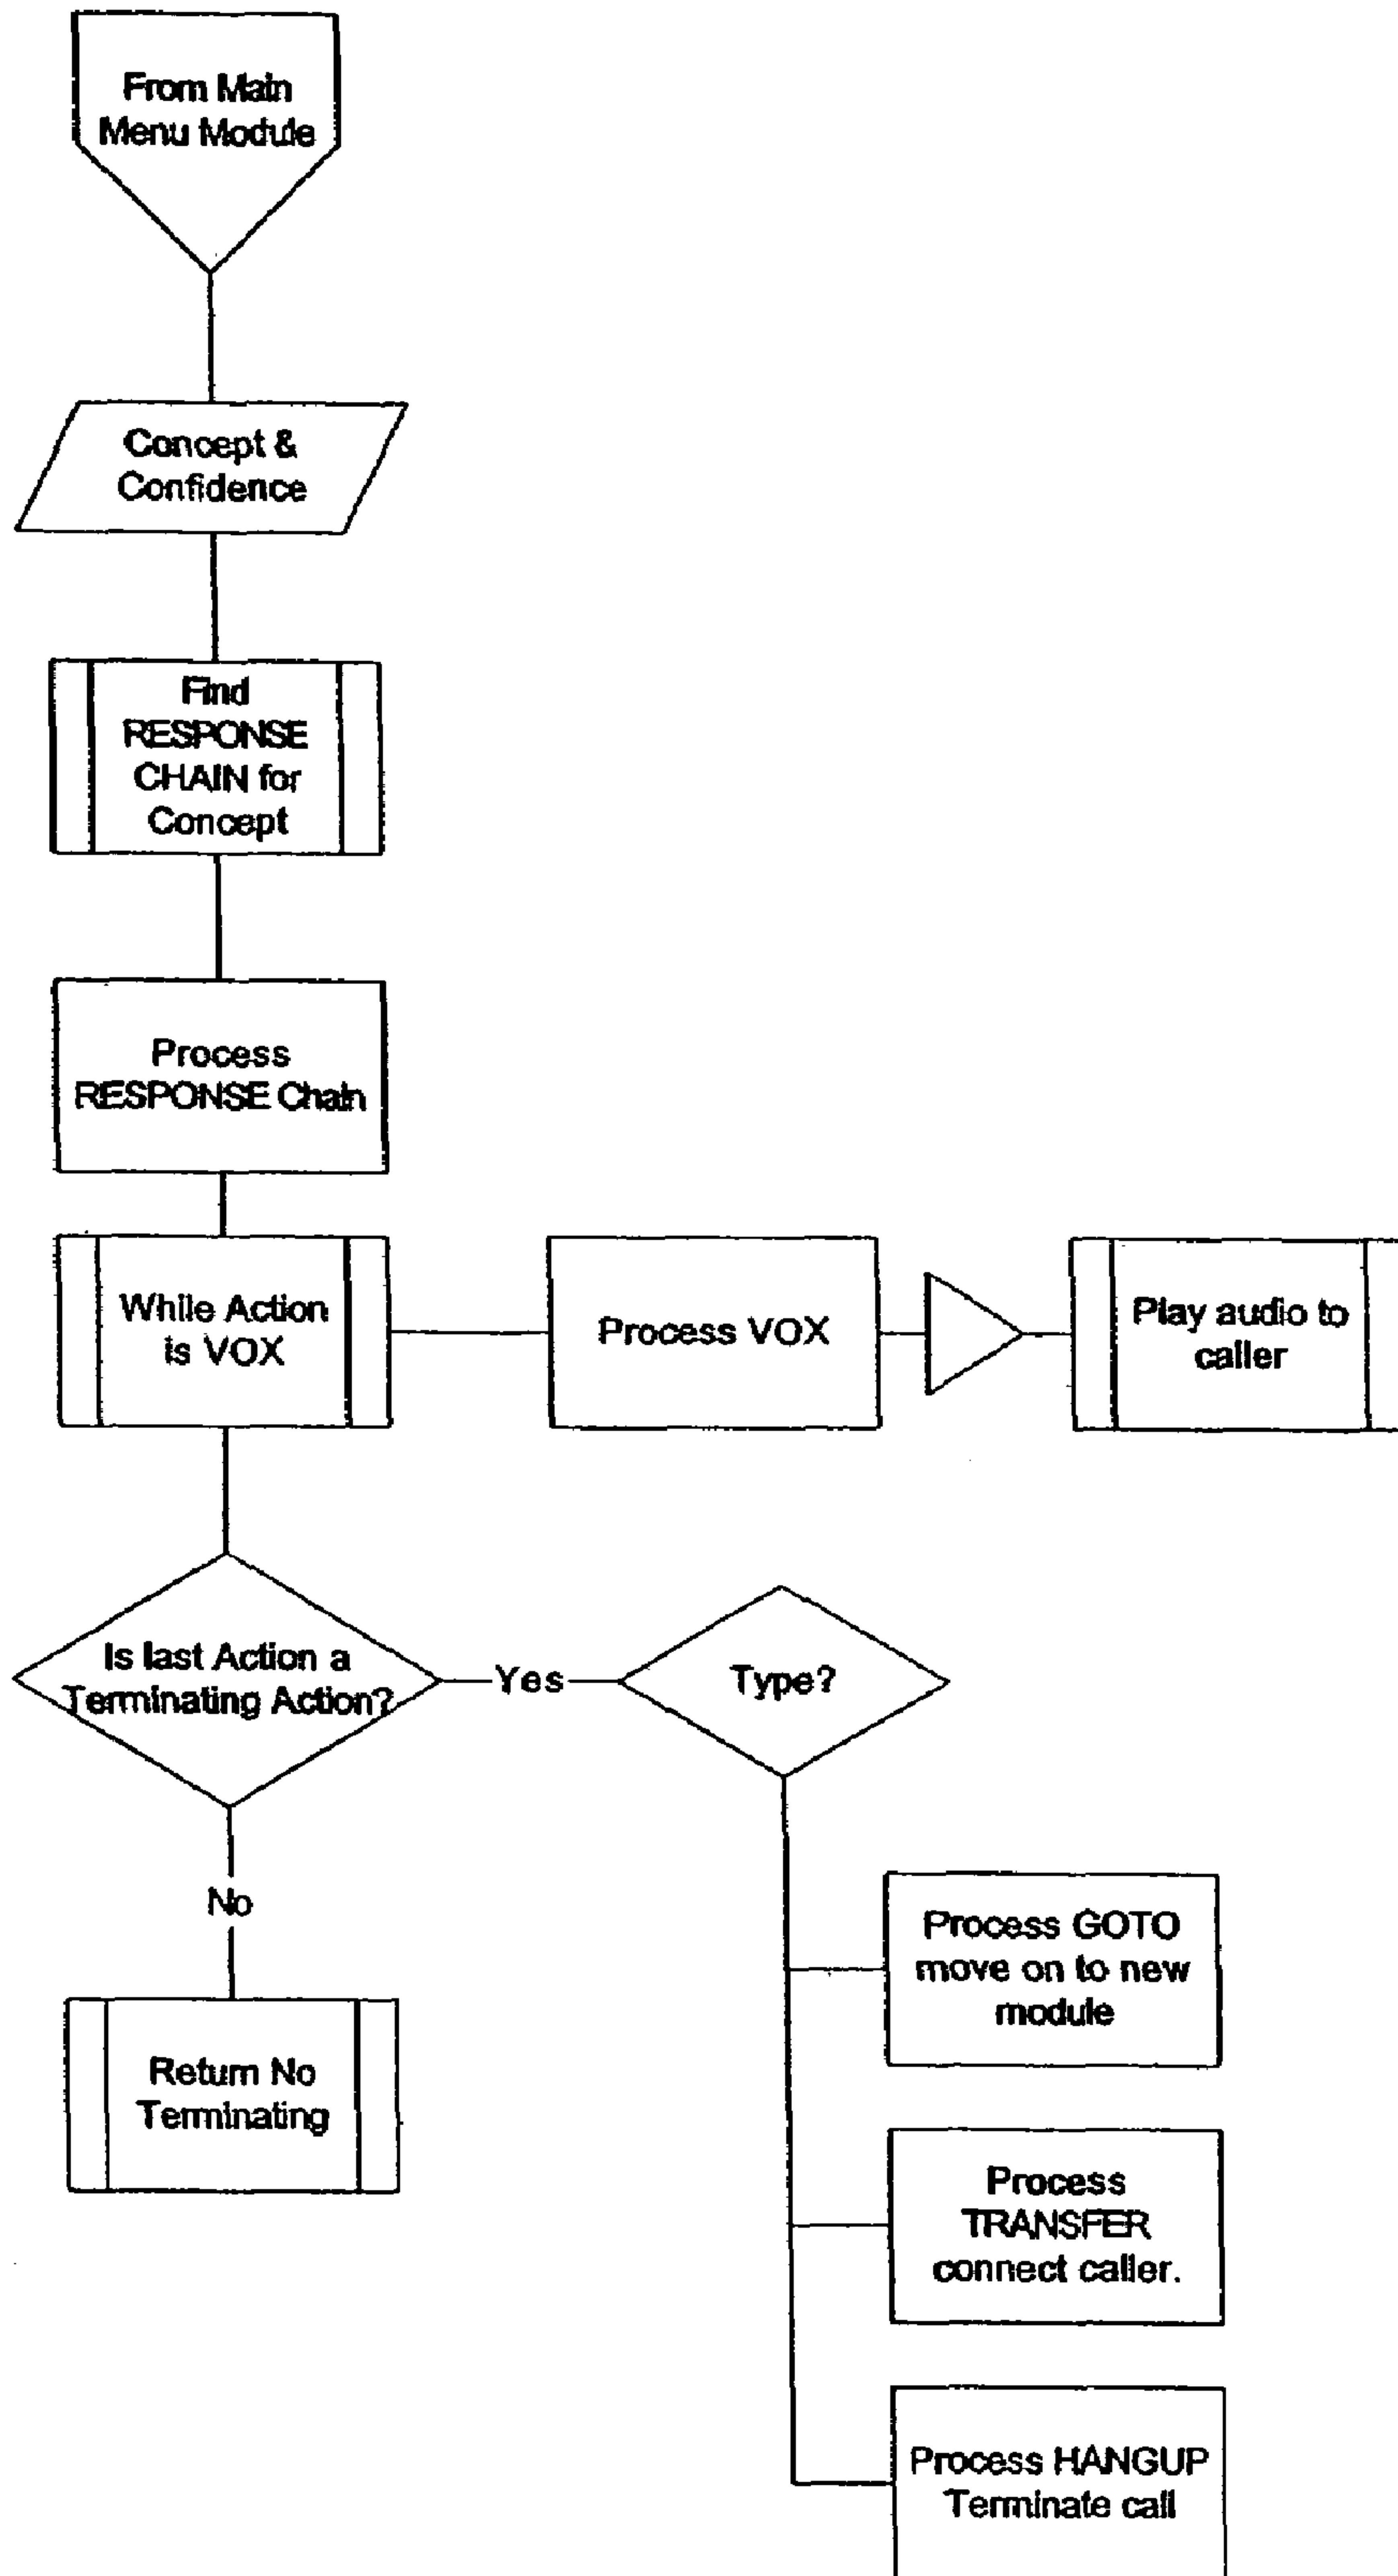 From Main
Menu Module
Concept &
Confidence
Find
RESPONSE
CHAIN for
Concept
Process
RESPONSE Chain
While Action
is VOX
Process VOX
Play audio to
caller
Is last Action a
Terminating Action?
Yes
Type?
No
Return No
Terminating
Process GOTO
move on to new
module
Process
TRANSFER
connect caller.
Process HANGUP
Terminate call